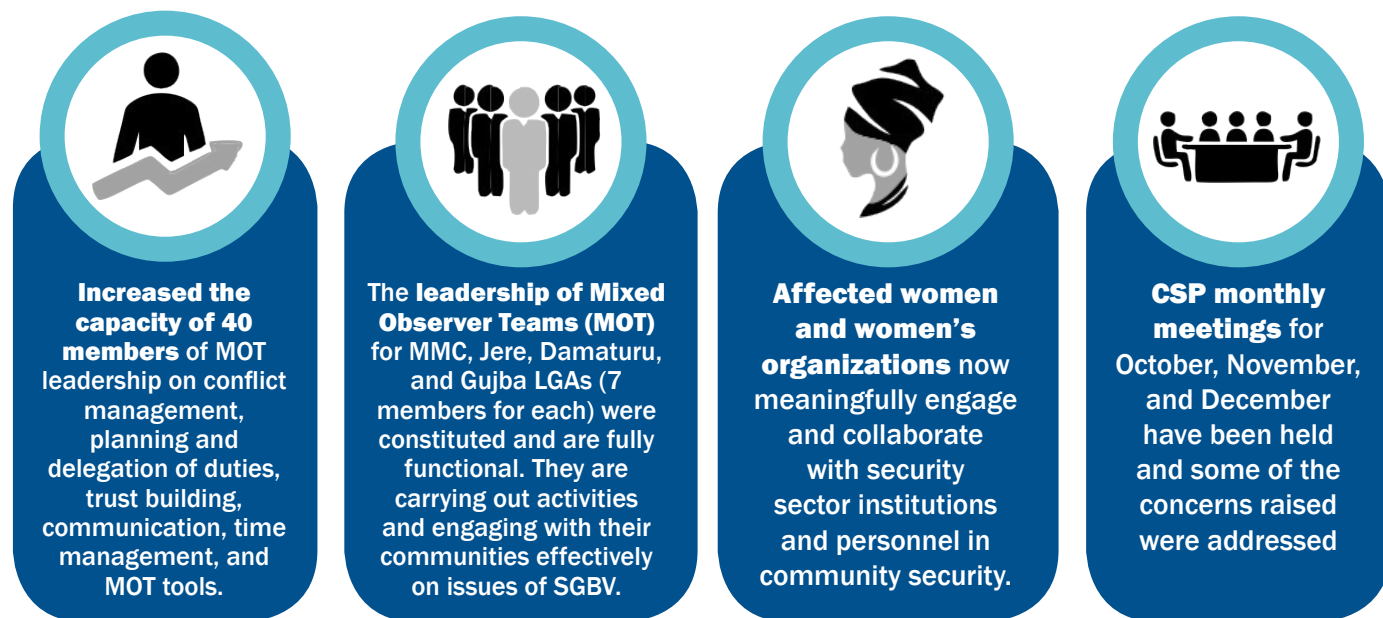 Increased the
capacity of 40
members of MOT
leadership on conflict
management,
planning and
delegation of duties,
trust building,
communication, time
management, and
MOT tools.
The leadership of Mixed
Observer Teams (MOT)
for MMC, Jere, Damaturu,
and Gujba LGAs (7
members for each) were
constituted and are fully
functional. They are
carrying out activities
and engaging with their
communities effectively
on issues of SGBV.
Affected women
and women’s
organizations now
meaningfully engage
and collaborate
with security
sector institutions
and personnel in
community security.
CSP monthly
meetings for
October, November,
and December
have been held
and some of the
concerns raised
were addressed